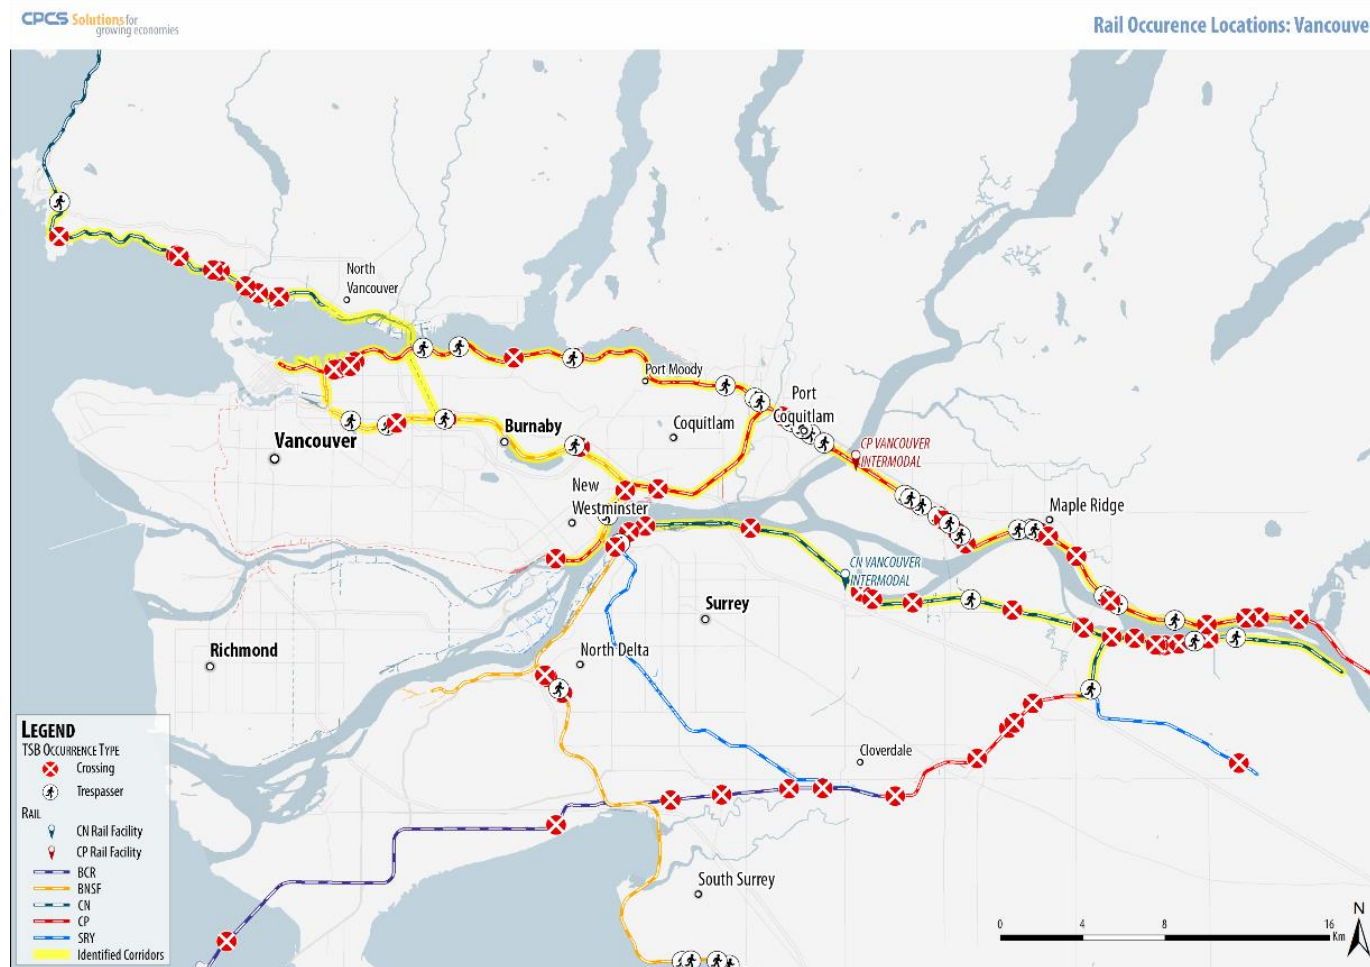 CPCS Solutions for
growing economies
Rail Occurence Locations: Vancouve
North
Vancouver
Port Moody
Port
Coquitlam
Coquitlam
Burnaby
Vancouver
CP VANCOUVER
INTERMODAL
New
Westminster
Maple Ridge
CN VANCOUVER
INTERMODAL
Surrey
Richmond
North Delta
Cloverdale
South Surrey
LEGEND
TSB OCCURRENCE TYPE
Crossing
Trespasser
RAIL
CN Rail Facility
CP Rail Facility
BCR
BNSF
CN
CP
SRY
Identified Corridors
N
0 4 8 16
Km